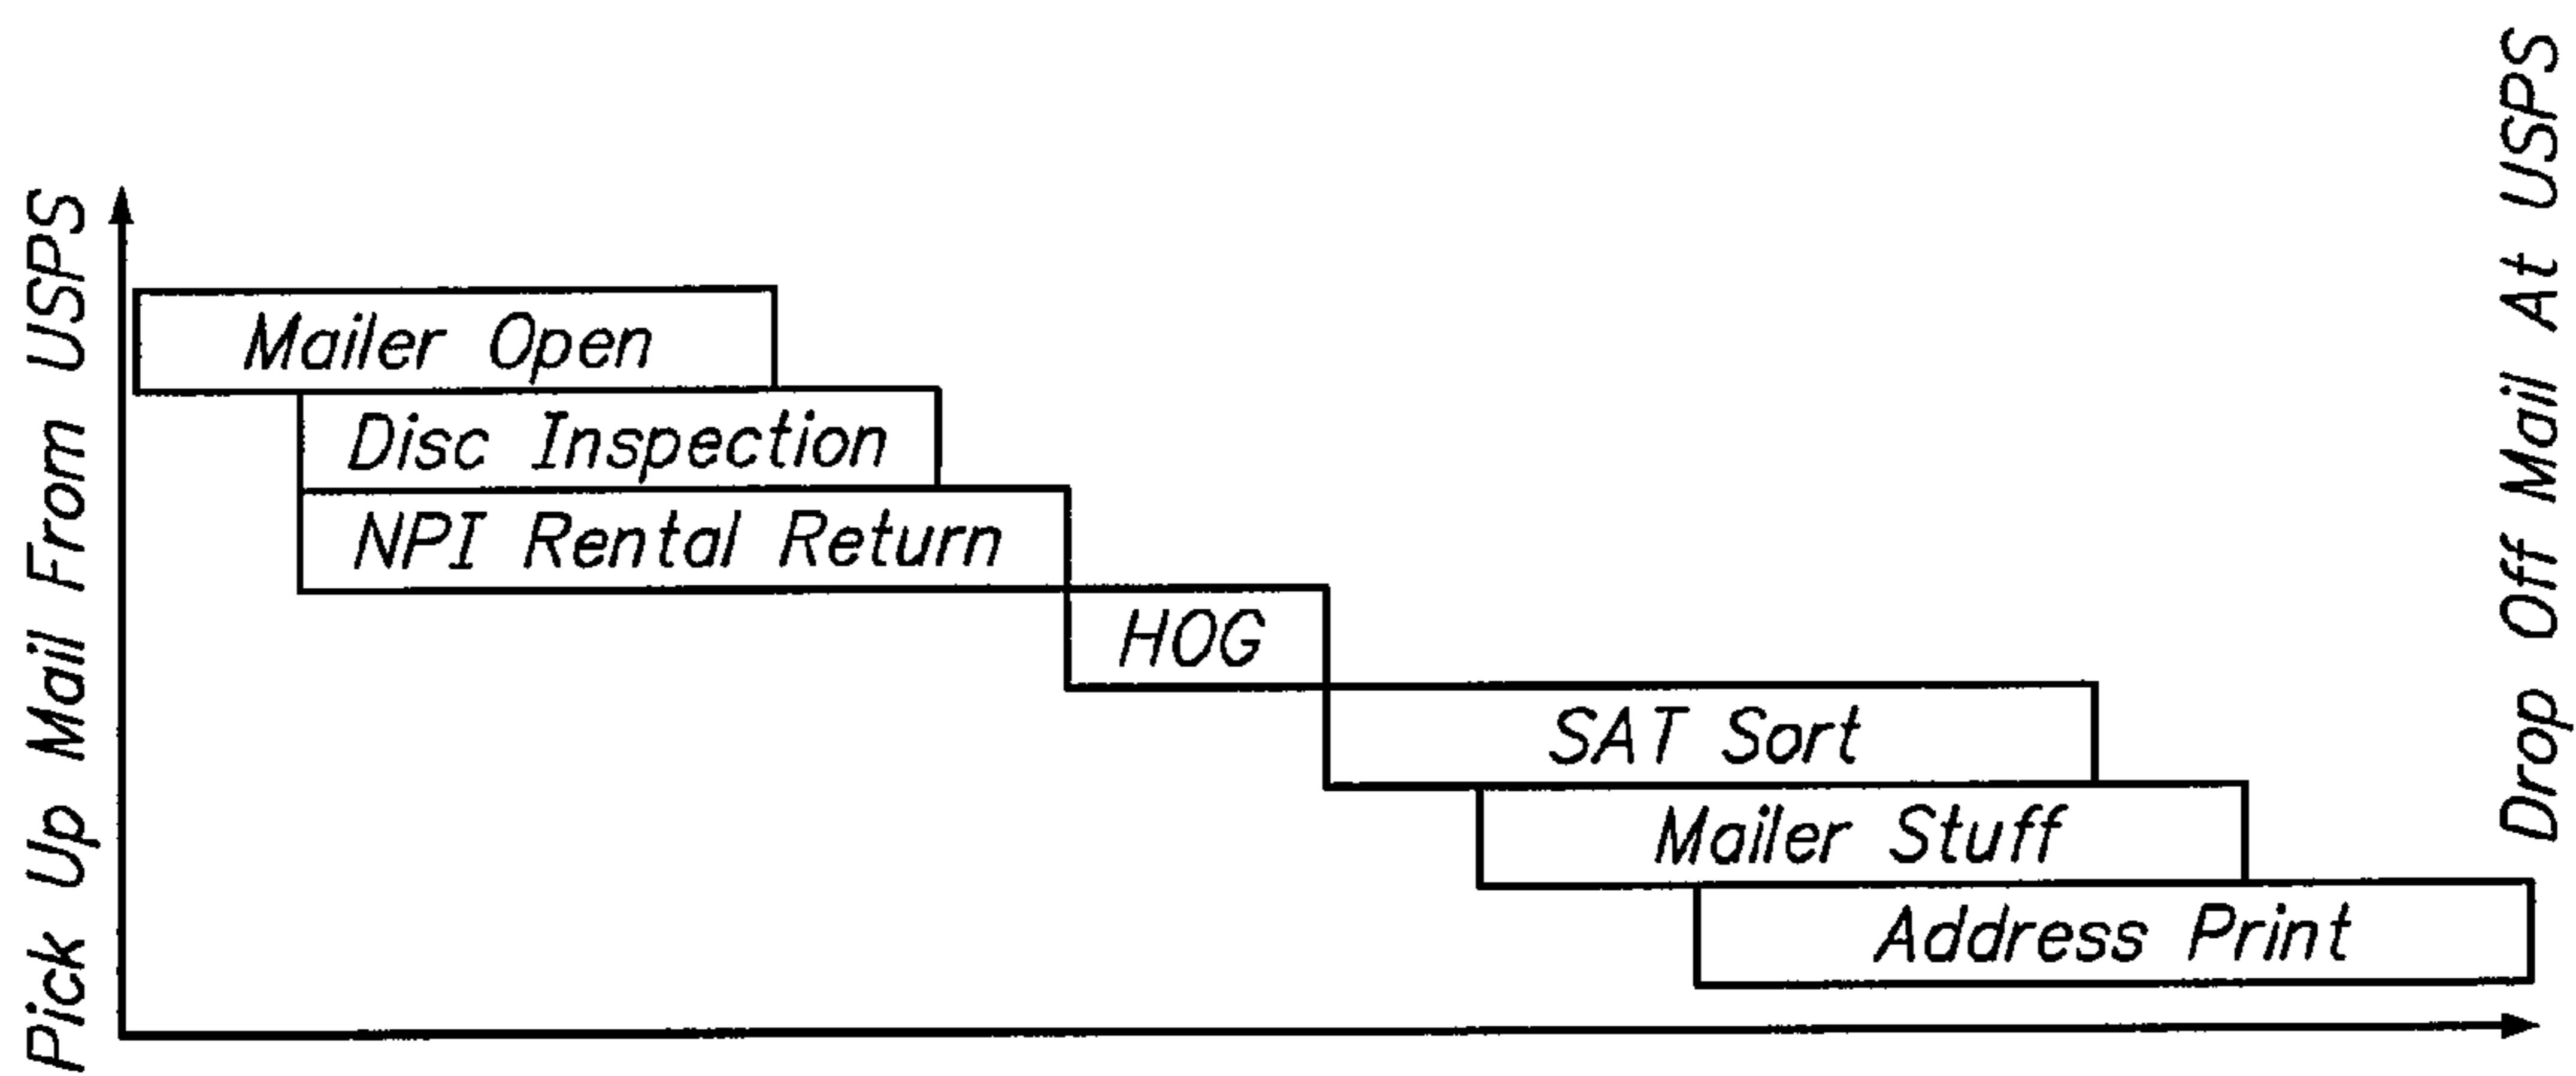 Pick Up Mail From USPS
Mailer Open
Disc Inspection
NPI Rental Return
HOG
SAT Sort
Mailer Stuff
Address Print
Drop Off Mail At USPS